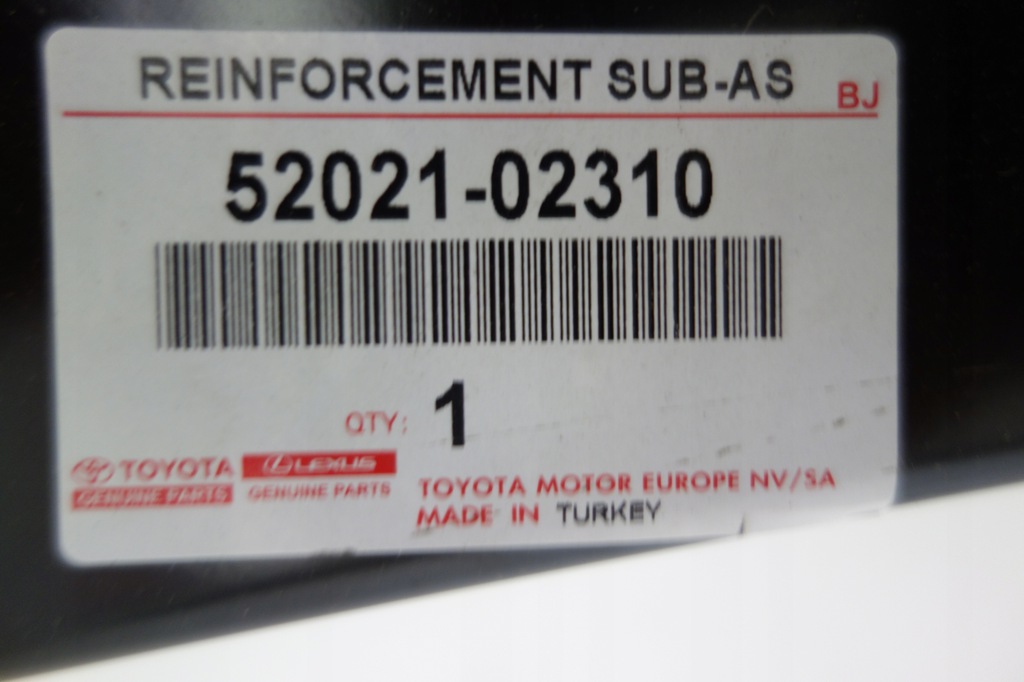 REINFORCEMENT SUB-AS BJ
52021-02310
QTY: 1
TOYOTA LEXUS
GENUINE PARTS GENUINE PARTS
TOYOTA MOTOR EUROPE NV/SA
MADE IN TURKEY